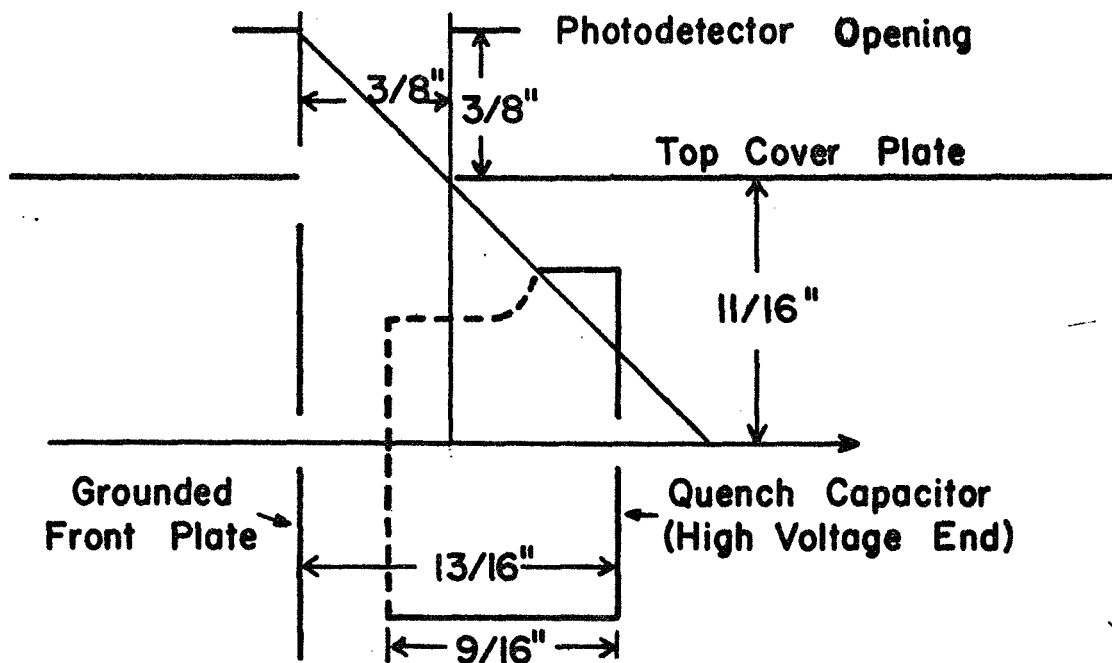 Photodetector Opening
3/8"
3/8"
Top Cover Plate
11/16"
Grounded
Front Plate
Quench Capacitor
(High Voltage End)
13/16"
9/16"